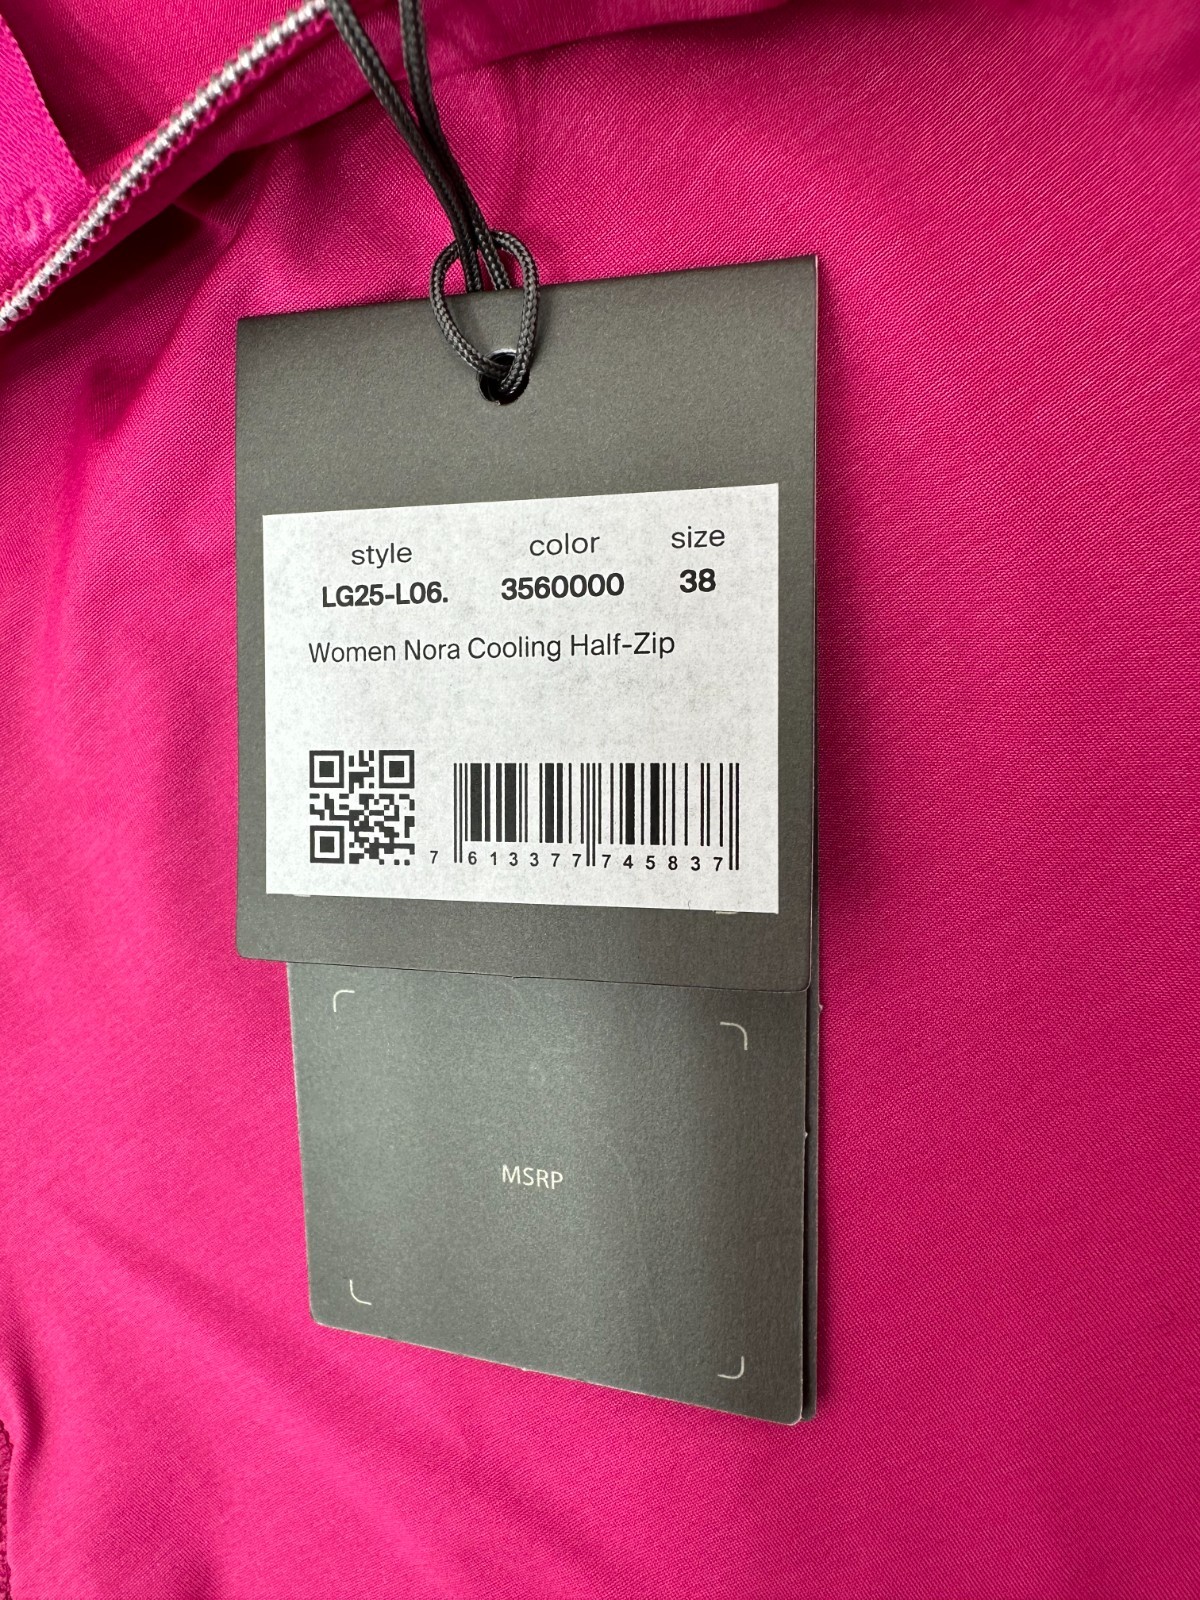 style color size
LG25-L06. 3560000 38
Women Nora Cooling Half-Zip
7 613377 745837
MSRP